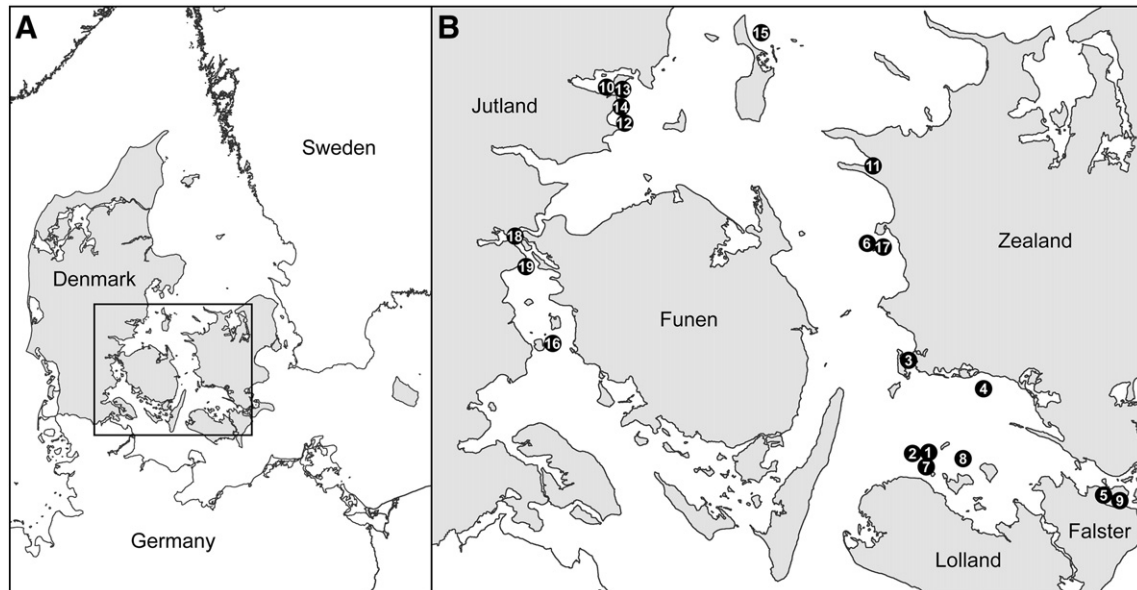 A
Sweden
Denmark
Germany
B
15
10
13
14
12
Jutland
11
18
6
17
Zealand
19
Funen
16
3
4
2
1
8
7
5
9
Falster
Lolland